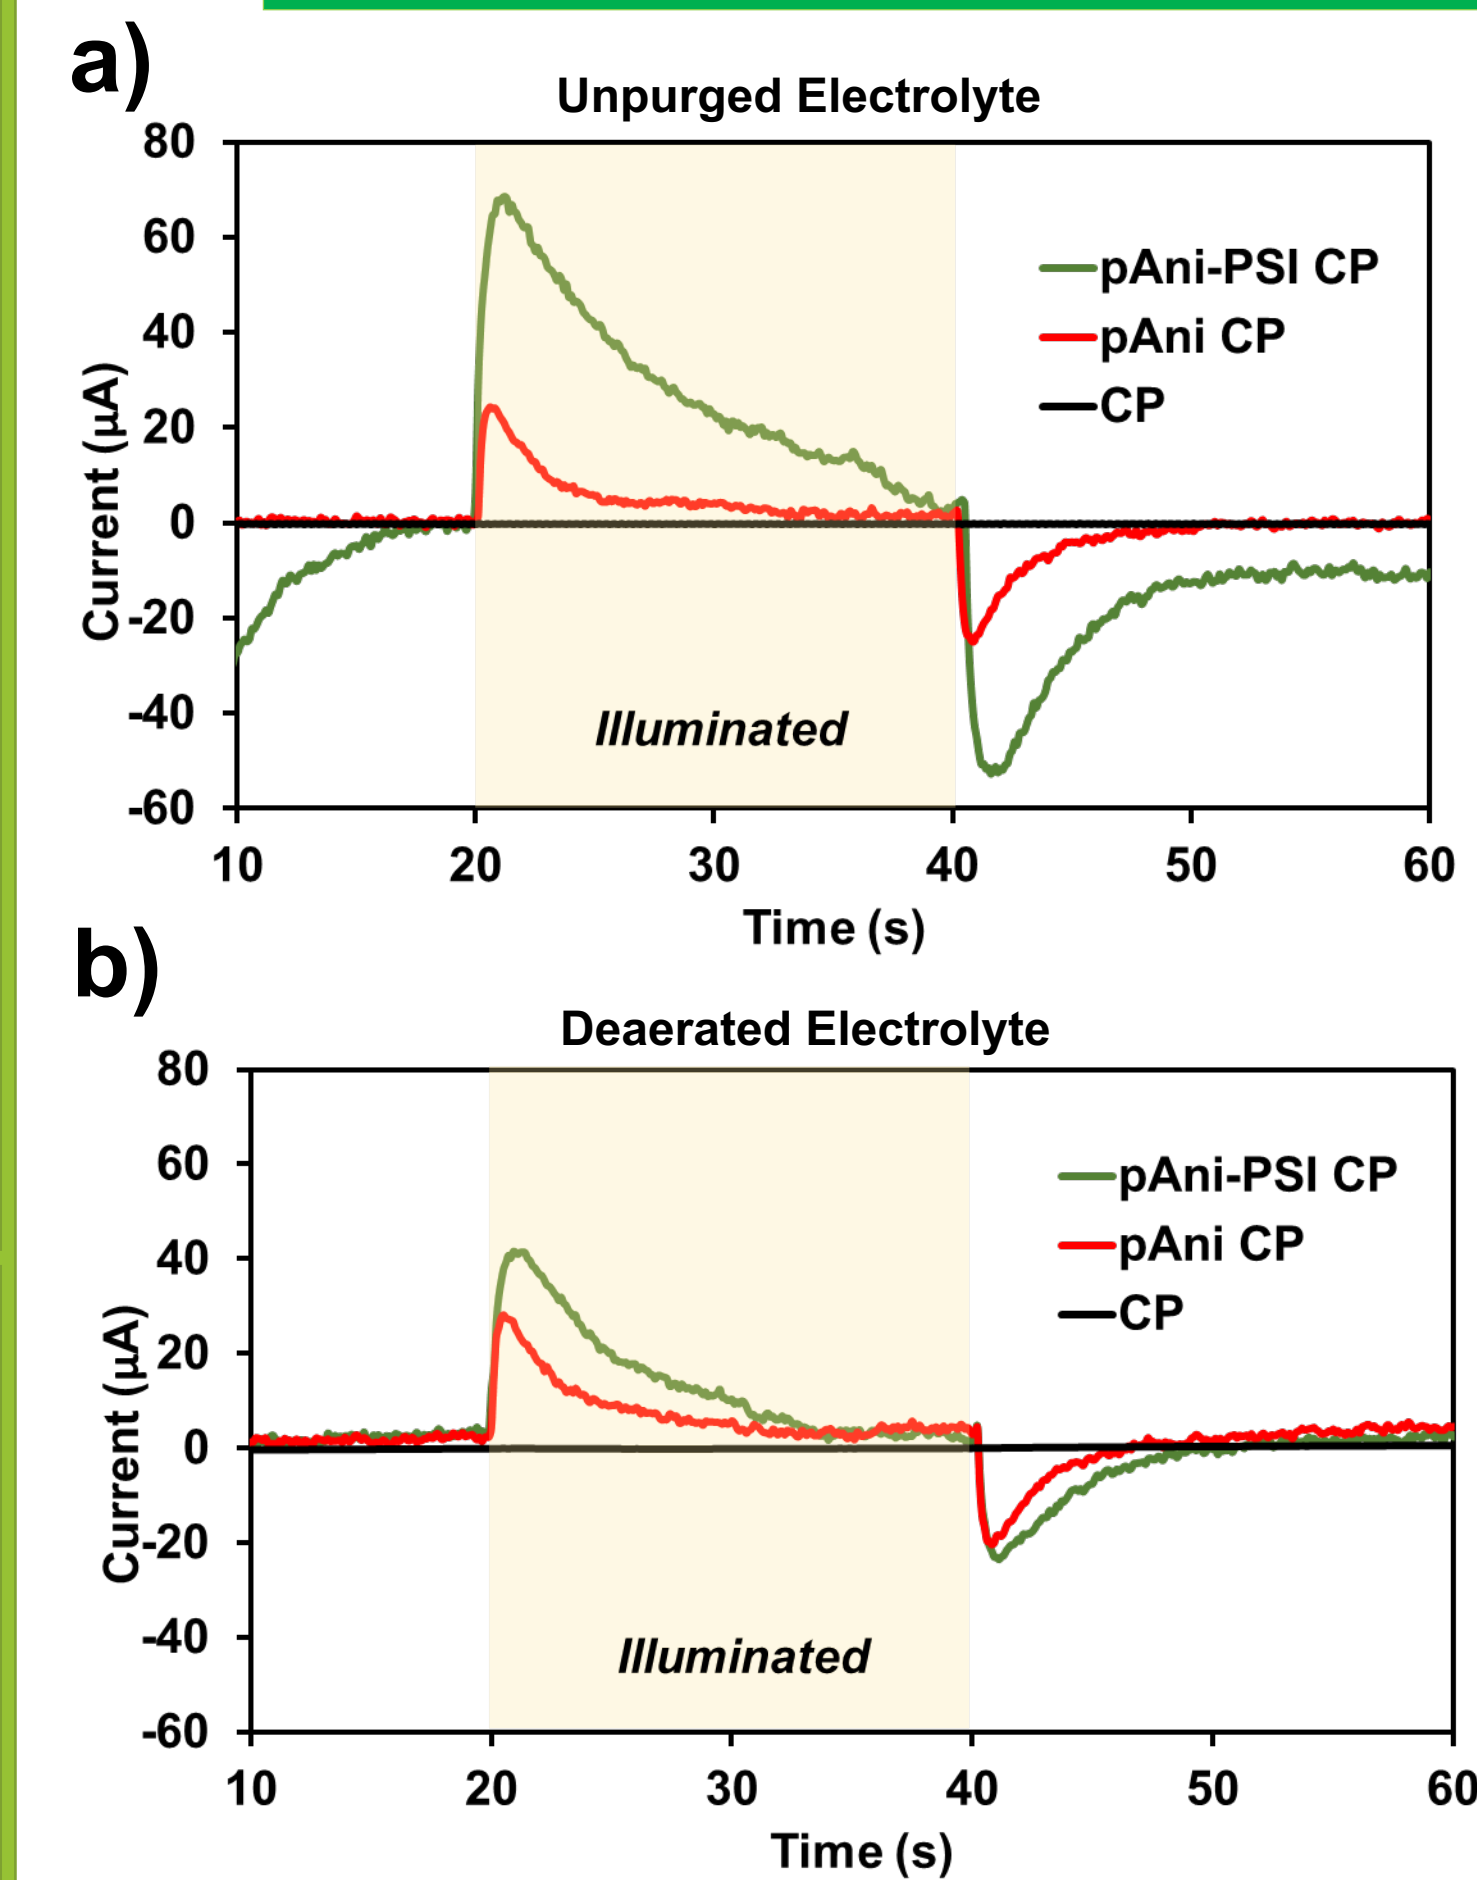 a)
Unpurged Electrolyte
80
60
40
20
0
-20
-40
-60
Current (µA)
pAni-PSI CP
pAni CP
CP
Illuminated
10 20 30 40 50 60
Time (s)
b)
Deaerated Electrolyte
80
60
40
20
0
-20
-40
-60
Current (µA)
pAni-PSI CP
pAni CP
CP
Illuminated
10 20 30 40 50 60
Time (s)